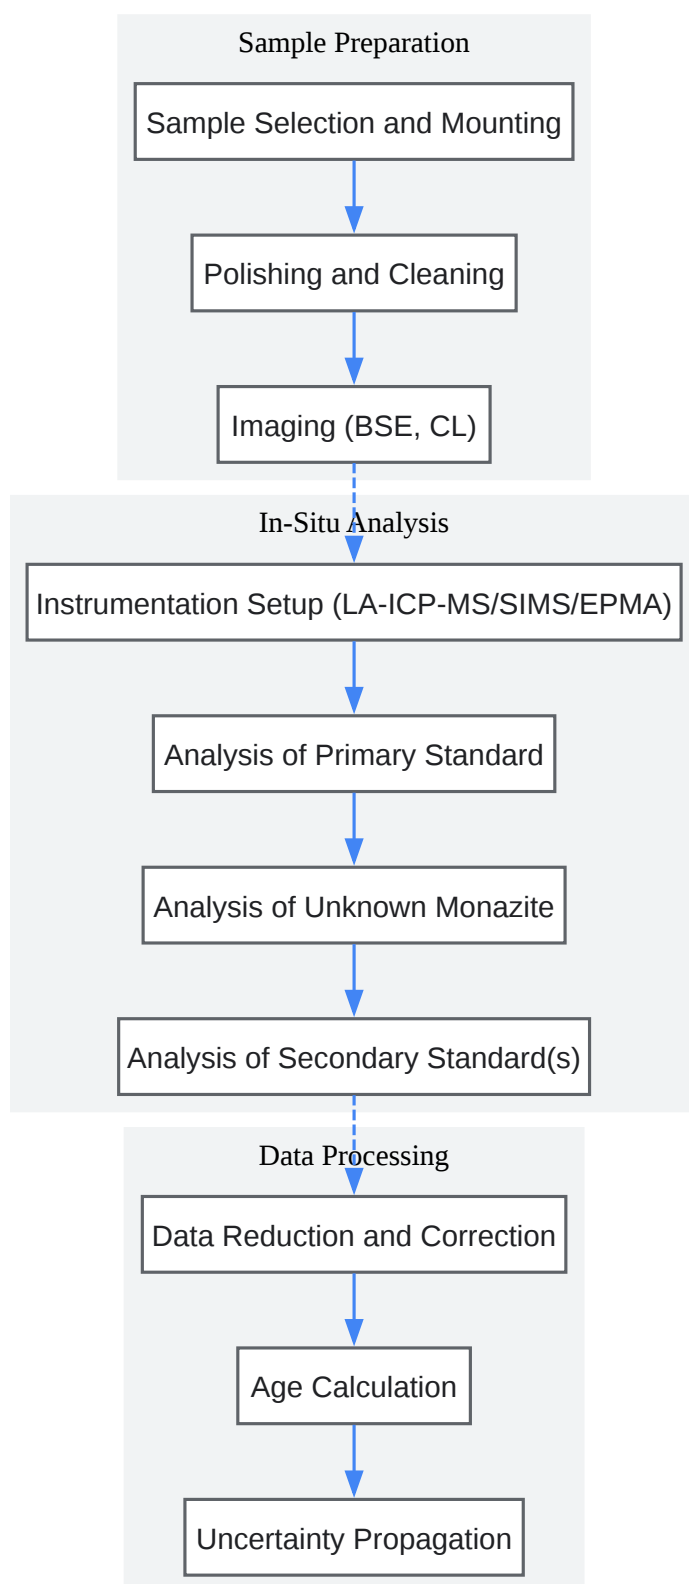 Sample Preparation
Sample Selection and Mounting
Polishing and Cleaning
Imaging (BSE, CL)
In-Situ Analysis
Instrumentation Setup (LA-ICP-MS/SIMS/EPMA)
Analysis of Primary Standard
Analysis of Unknown Monazite
Analysis of Secondary Standard(s)
Data Processing
Data Reduction and Correction
Age Calculation
Uncertainty Propagation